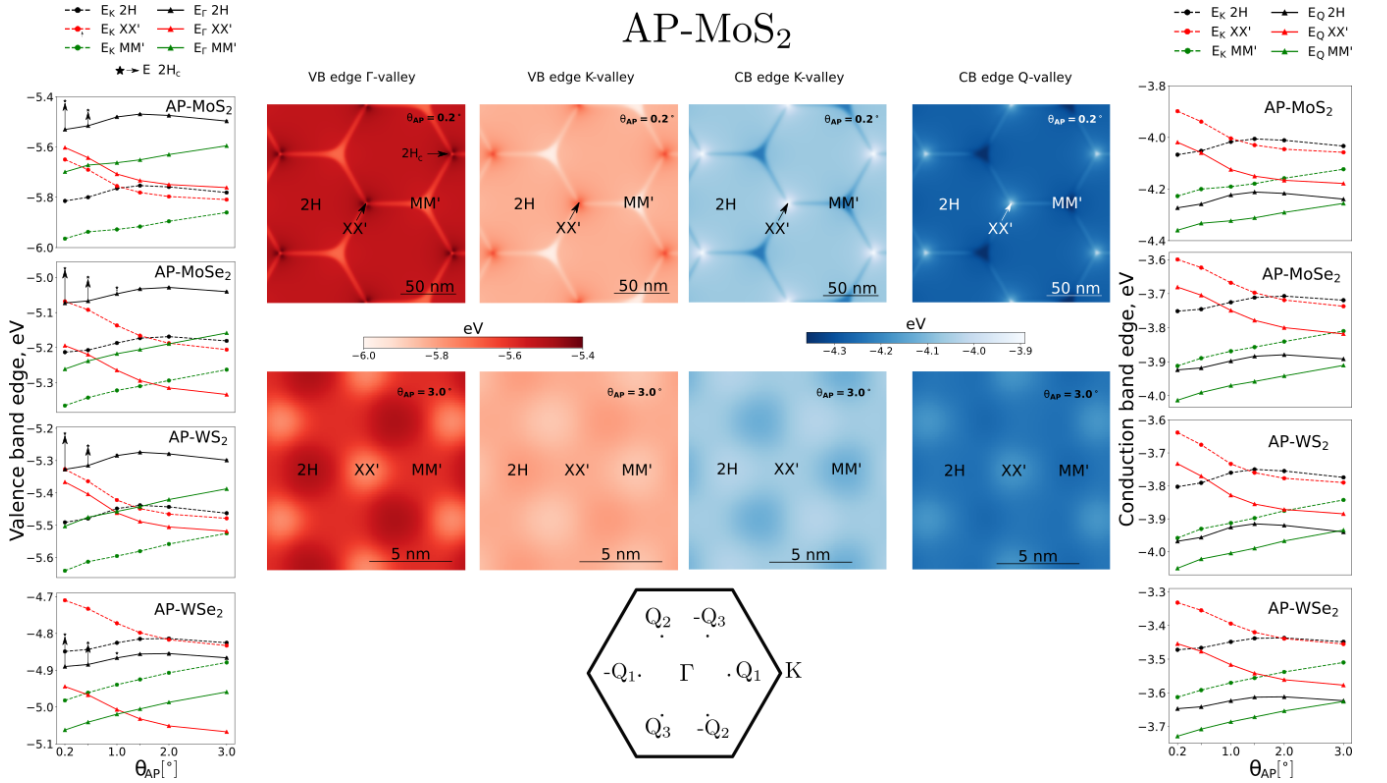 AP-MoS₂
E_K 2H
E_Γ 2H
E_K XX'
E_Γ XX'
E_K MM'
E_Γ MM'
E 2H_c
E_K 2H
E_Q 2H
E_K XX'
E_Q XX'
E_K MM'
E_Q MM'
Valence band edge, eV
AP-MoS₂
−5.4
−5.6
−5.8
−6.0
AP-MoSe₂
−5.0
−5.1
−5.2
−5.3
AP-WS₂
−5.2
−5.3
−5.4
−5.5
−5.6
AP-WSe₂
−4.7
−4.8
−4.9
−5.0
−5.1
0.2 1.0 2.0 3.0
θ_AP[°]
VB edge Γ-valley
VB edge K-valley
CB edge K-valley
CB edge Q-valley
θ_AP = 0.2°
2H_c
2H
MM'
XX'
50 nm
θ_AP = 0.2°
2H
MM'
XX'
50 nm
θ_AP = 0.2°
2H
MM'
XX'
50 nm
θ_AP = 0.2°
2H
MM'
XX'
50 nm
eV
−6.0 −5.8 −5.6 −5.4
eV
−4.3 −4.2 −4.1 −4.0 −3.9
θ_AP = 3.0°
2H XX' MM'
5 nm
θ_AP = 3.0°
2H XX' MM'
5 nm
θ_AP = 3.0°
2H XX' MM'
5 nm
θ_AP = 3.0°
2H XX' MM'
5 nm
Q₂ -Q₃
-Q₁ Γ Q₁ K
Q₃ -Q₂
Conduction band edge, eV
AP-MoS₂
−3.8
−4.0
−4.2
−4.4
AP-MoSe₂
−3.6
−3.7
−3.8
−3.9
−4.0
AP-WS₂
−3.6
−3.7
−3.8
−3.9
−4.0
AP-WSe₂
−3.3
−3.4
−3.5
−3.6
−3.7
0.2 1.0 2.0 3.0
θ_AP[°]